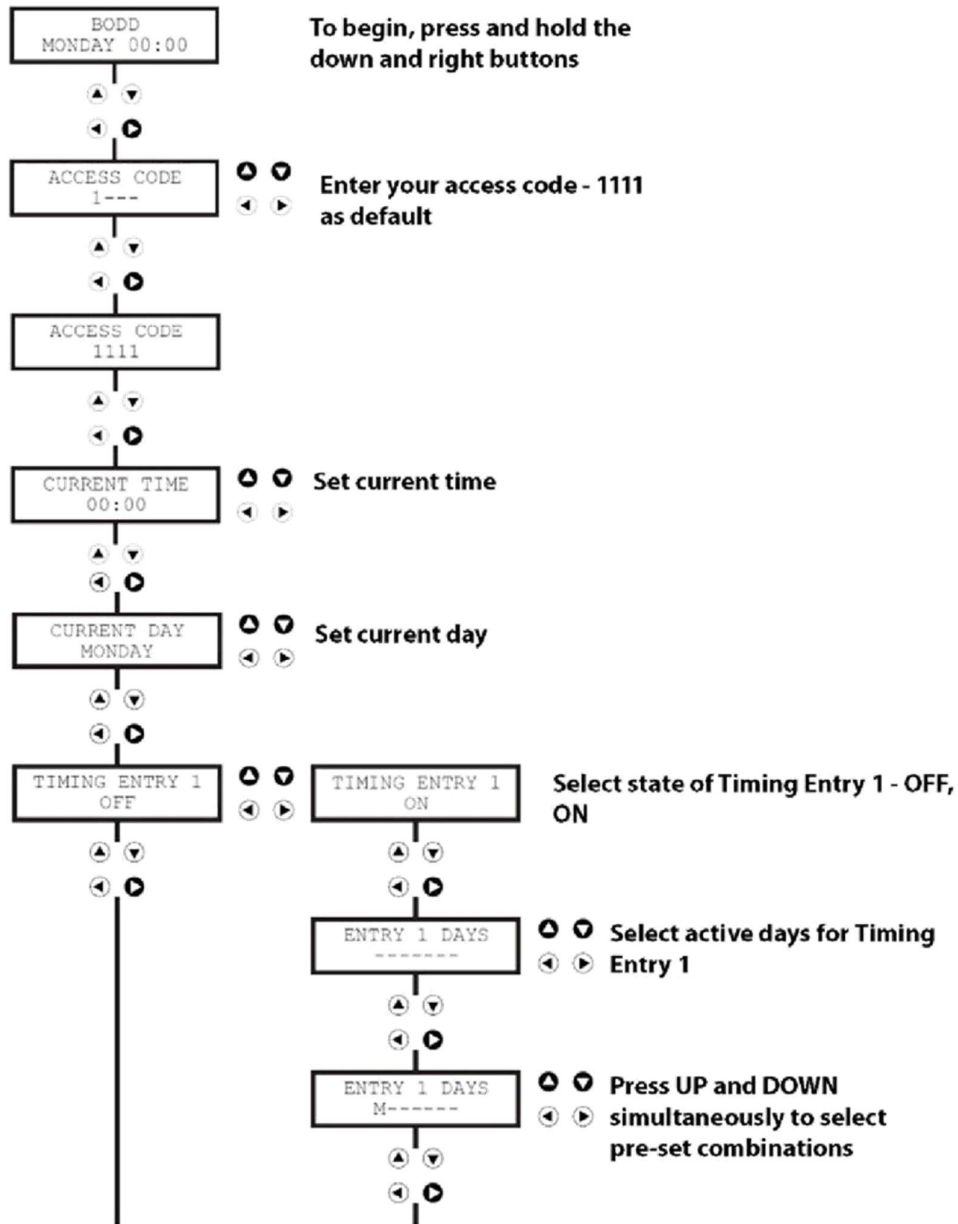 BODD
MONDAY 00:00
To begin, press and hold the
down and right buttons
ACCESS CODE
1---
Enter your access code - 1111
as default
ACCESS CODE
1111
CURRENT TIME
00:00
Set current time
CURRENT DAY
MONDAY
Set current day
TIMING ENTRY 1
OFF
TIMING ENTRY 1
ON
Select state of Timing Entry 1 - OFF,
ON
ENTRY 1 DAYS
-------
Select active days for Timing
Entry 1
ENTRY 1 DAYS
M------
Press UP and DOWN
simultaneously to select
pre-set combinations